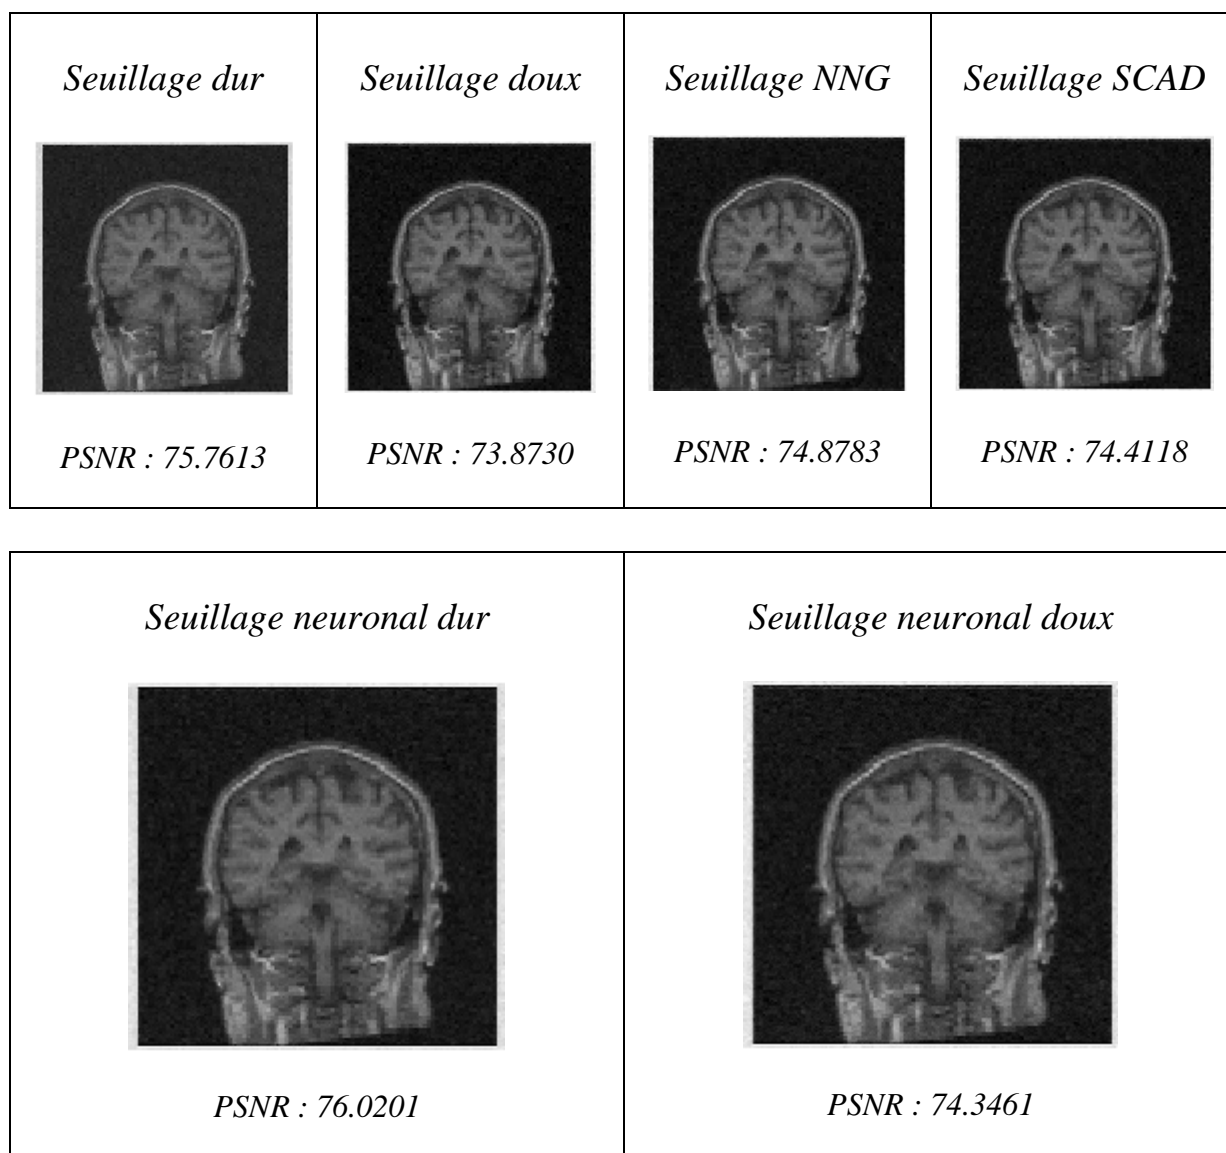 Seuillage dur
Seuillage doux
Seuillage NNG
Seuillage SCAD
PSNR : 75.7613
PSNR : 73.8730
PSNR : 74.8783
PSNR : 74.4118
Seuillage neuronal dur
Seuillage neuronal doux
PSNR : 76.0201
PSNR : 74.3461